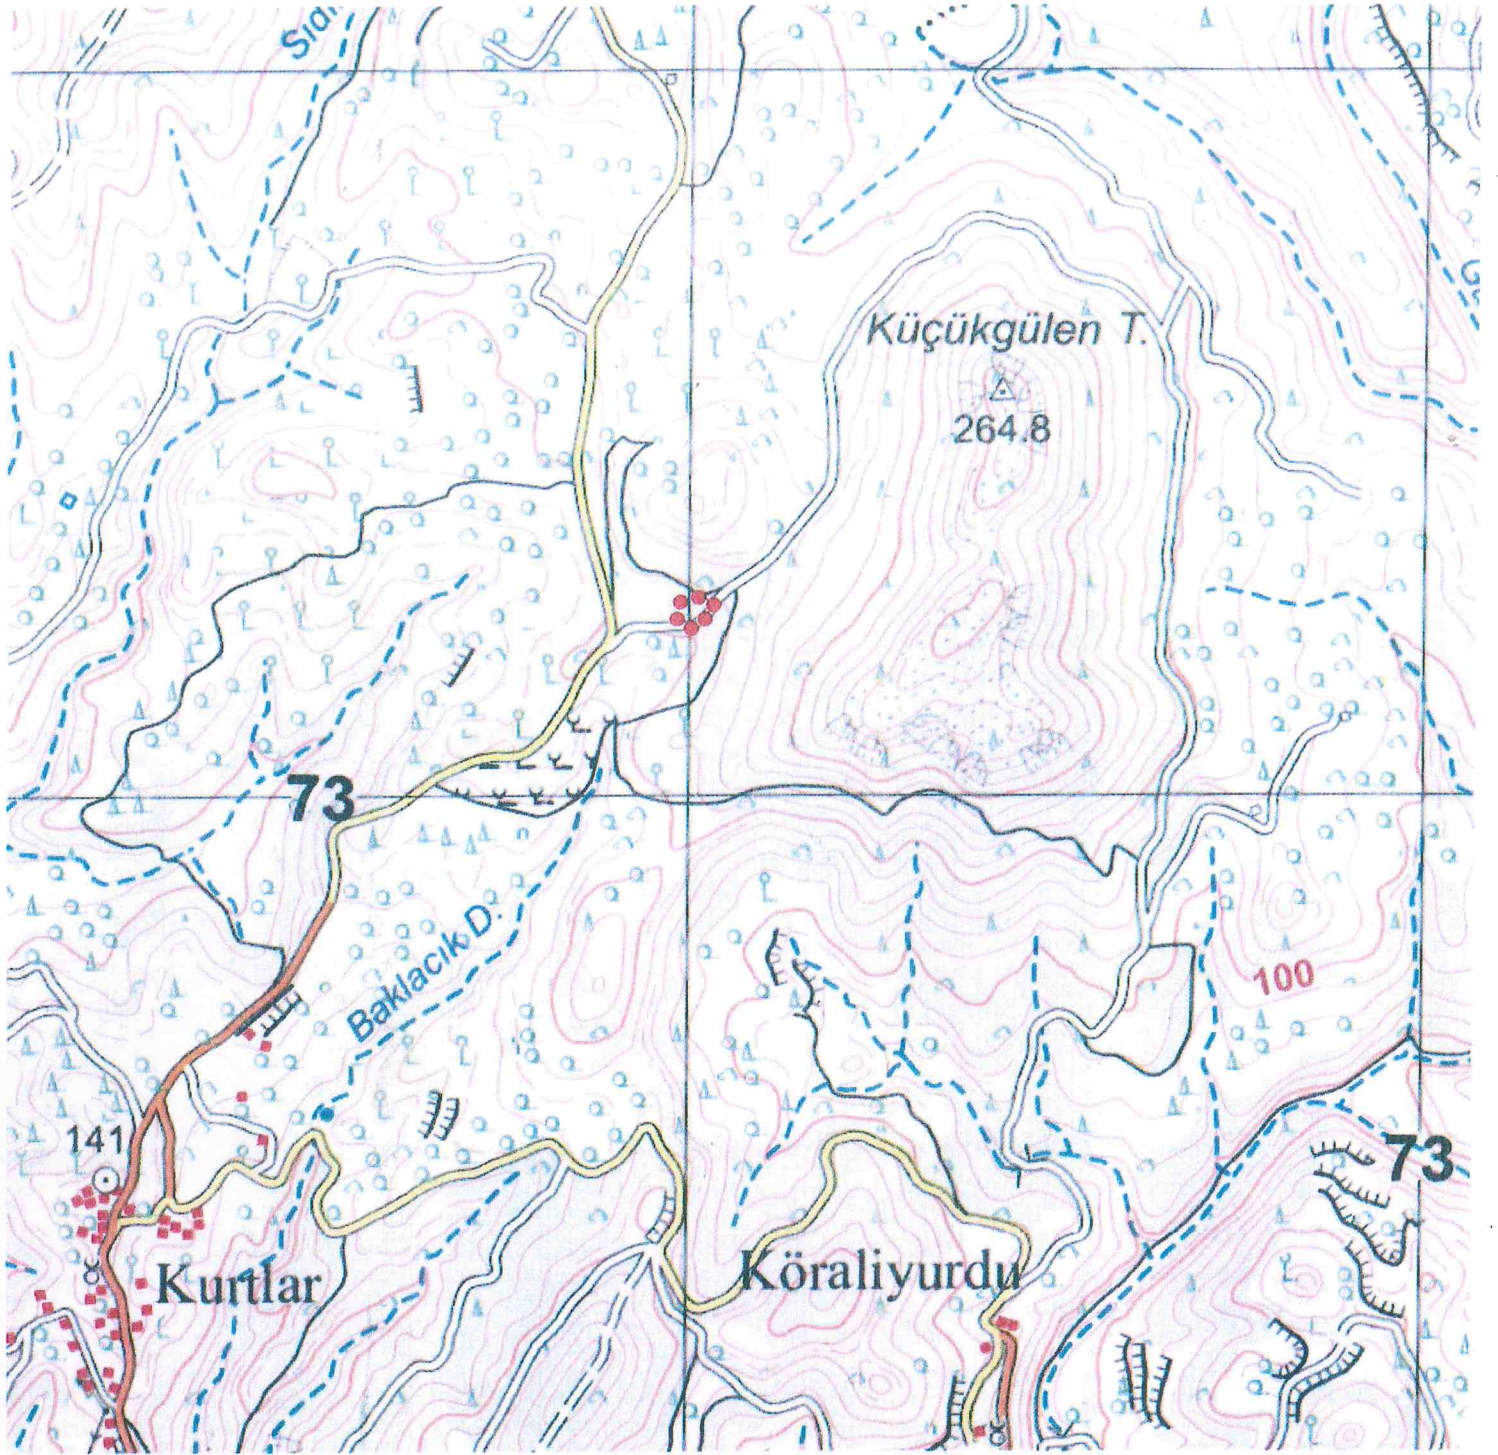 Küçükgülen T.
264.8
73
Baklacık D.
100
141
73
Kurtlar
Köraliyurdu